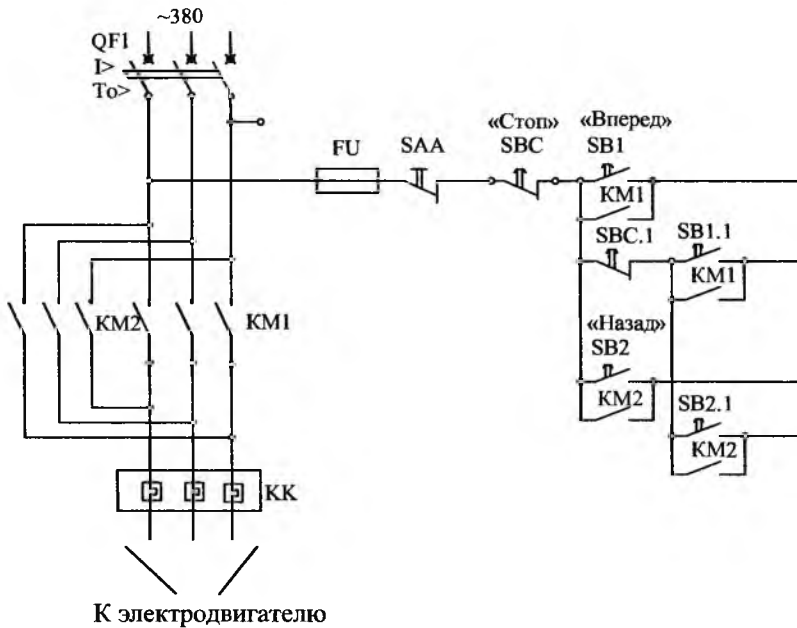 ~380
QF1
I>
To>
«Стоп»
«Вперед»
FU
SAA
SBC
SB1
KM1
SBC.1
SB1.1
KM1
KM2
KM1
«Назад»
SB2
KM2
SB2.1
KM2
KK
К электродвигателю